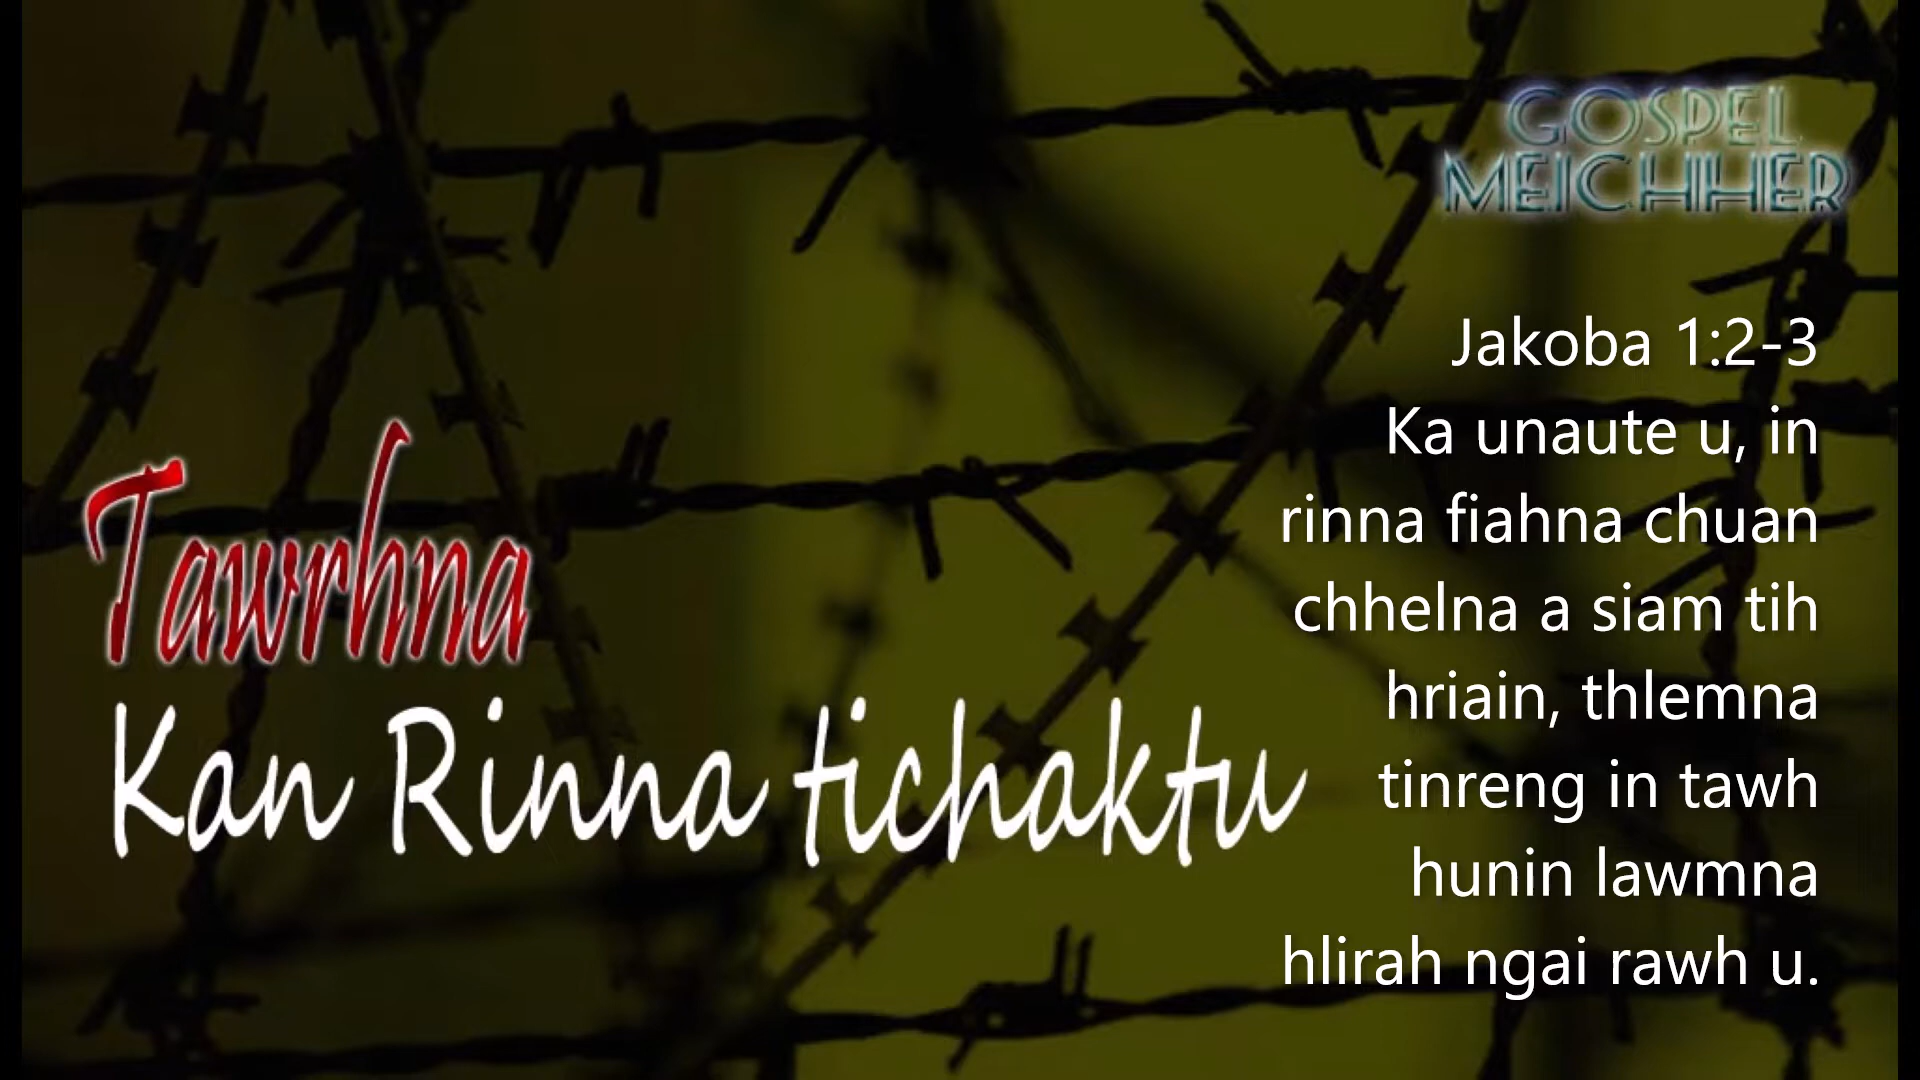 GOSPEL
MEICHHER
Tawrhna
Kan Rinna tichaktu
Jakoba 1:2-3
Ka unaute u, in
rinna fiahna chuan
chhelna a siam tih
hriain, thlemna
tinreng in tawh
hunin lawmna
hlirah ngai rawh u.